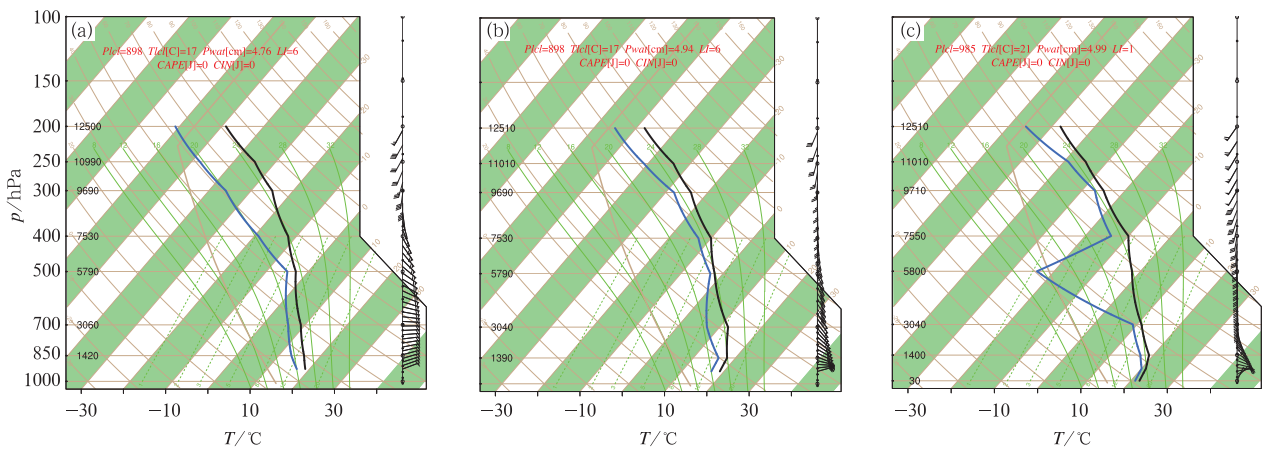 (a)
Plcl=898 Tlcl[C]=17 Pwat[cm]=4.76 LI=6
CAPE[J]=0 CIN[J]=0
p/hPa
100
150
200 12500
250 10990
300 9690
400 7530
500 5790
700 3060
850 1420
1000
−30 −10 10 30
T/℃
(b)
Plcl=898 Tlcl[C]=17 Pwat[cm]=4.94 LI=6
CAPE[J]=0 CIN[J]=0
12510
11010
9690
7530
5790
3040
1390
−30 −10 10 30
T/℃
(c)
Plcl=985 Tlcl[C]=21 Pwat[cm]=4.99 LI=1
CAPE[J]=0 CIN[J]=0
12510
11010
9710
7550
5800
3040
1400
30
−30 −10 10 30
T/℃